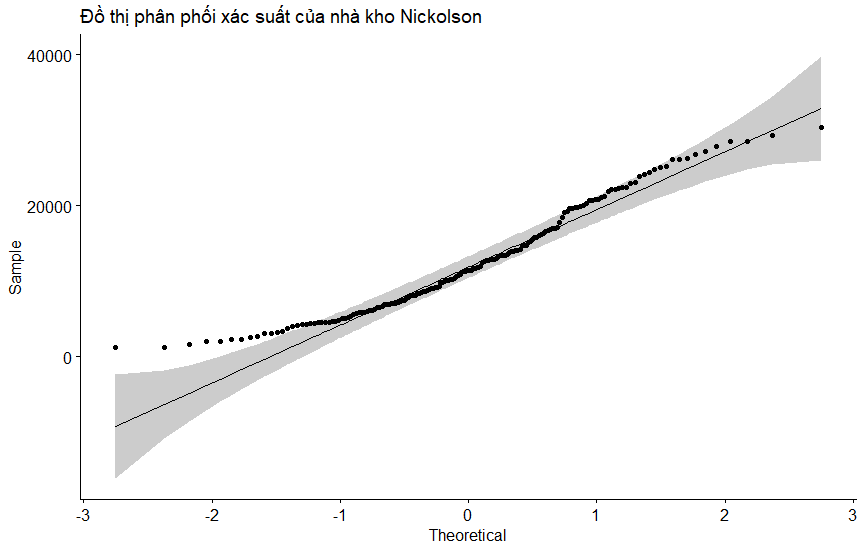 Đồ thị phân phối xác suất của nhà kho Nickolson
40000
20000
0
Sample
-3 -2 -1 0 1 2 3
Theoretical